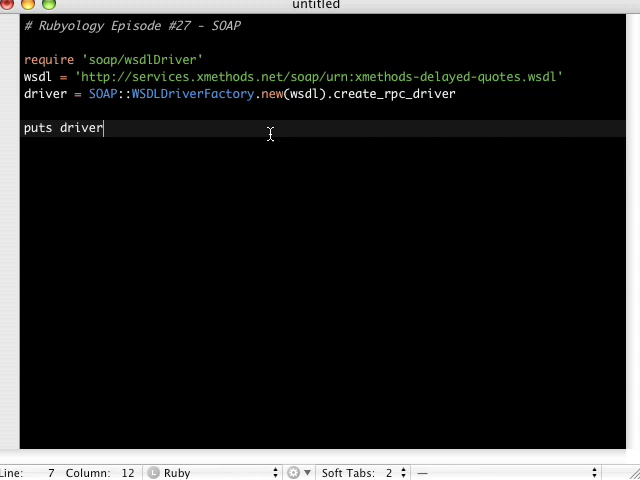 untitled
# Rubyology Episode #27 - SOAP
require 'soap/wsdlDriver'
wsdl = 'http://services.xmethods.net/soap/urn:xmethods-delayed-quotes.wsdl'
driver = SOAP::WSDLDriverFactory.new(wsdl).create_rpc_driver
puts driver
Line: 7 Column: 12 L Ruby Soft Tabs: 2 —